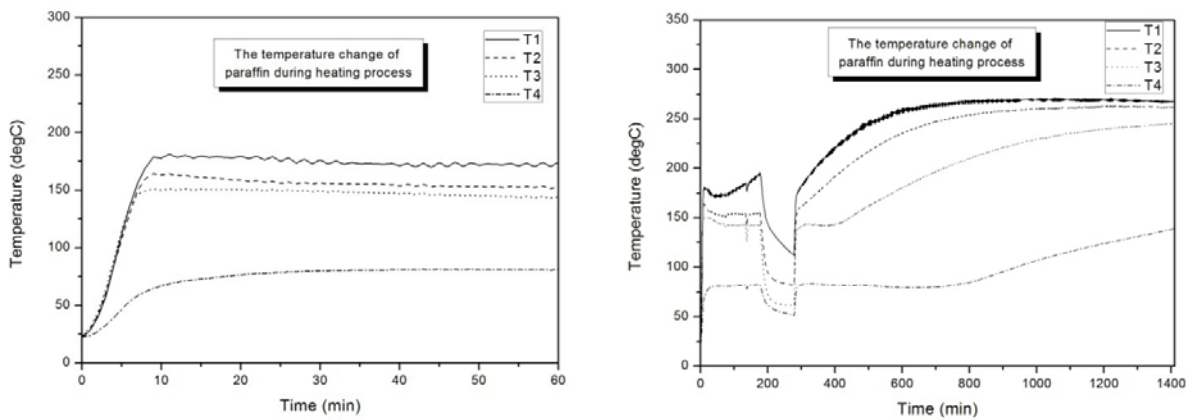 300
250
200
150
100
50
0
Temperature (degC)
The temperature change of
paraffin during heating process
T1
T2
T3
T4
0 10 20 30 40 50 60
Time (min)
350
300
250
200
150
100
50
0
Temperature (degC)
The temperature change of
paraffin during heating process
T1
T2
T3
T4
0 200 400 600 800 1000 1200 1400
Time (min)